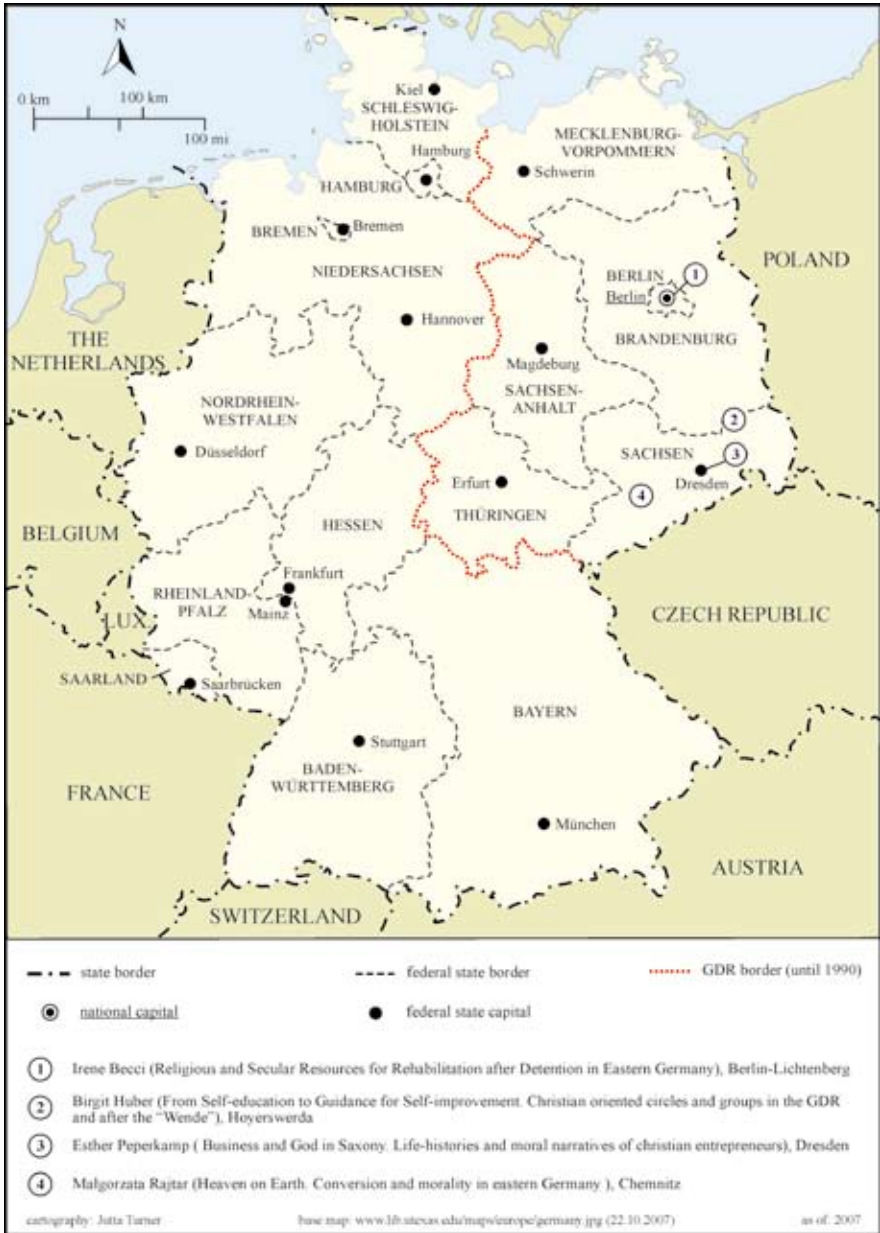 N
0 km
100 km
100 mi
Kiel
SCHLESWIG-
HOLSTEIN
Hamburg
HAMBURG
MECKLENBURG-
VORPOMMERN
Schwerin
BREMEN
Bremen
NIEDERSACHSEN
BERLIN
1
Berlin
POLAND
Hannover
BRANDENBURG
THE
NETHERLANDS
Magdeburg
SACHSEN-
ANHALT
NORDRHEIN-
WESTFALEN
2
Düsseldorf
SACHSEN
3
Dresden
Erfurt
4
THÜRINGEN
BELGIUM
HESSEN
Frankfurt
RHEINLAND-
PFALZ
Mainz
LUX.
CZECH REPUBLIC
SAARLAND
Saarbrücken
BAYERN
Stuttgart
BADEN-
WÜRTTEMBERG
FRANCE
München
AUSTRIA
SWITZERLAND
state border
federal state border
GDR border (until 1990)
national capital
federal state capital
1 Irene Becci (Religious and Secular Resources for Rehabilitation after Detention in Eastern Germany), Berlin-Lichtenberg
2 Birgit Huber (From Self-education to Guidance for Self-improvement. Christian oriented circles and groups in the GDR
and after the “Wende”), Hoyerswerda
3 Esther Peperkamp ( Business and God in Saxony. Life-histories and moral narratives of christian entrepreneurs), Dresden
4 Małgorzata Rajtar (Heaven on Earth. Conversion and morality in eastern Germany ), Chemnitz
cartography: Jutta Turner
base map: www.lib.utexas.edu/maps/europe/germany.jpg (22.10.2007)
as of: 2007